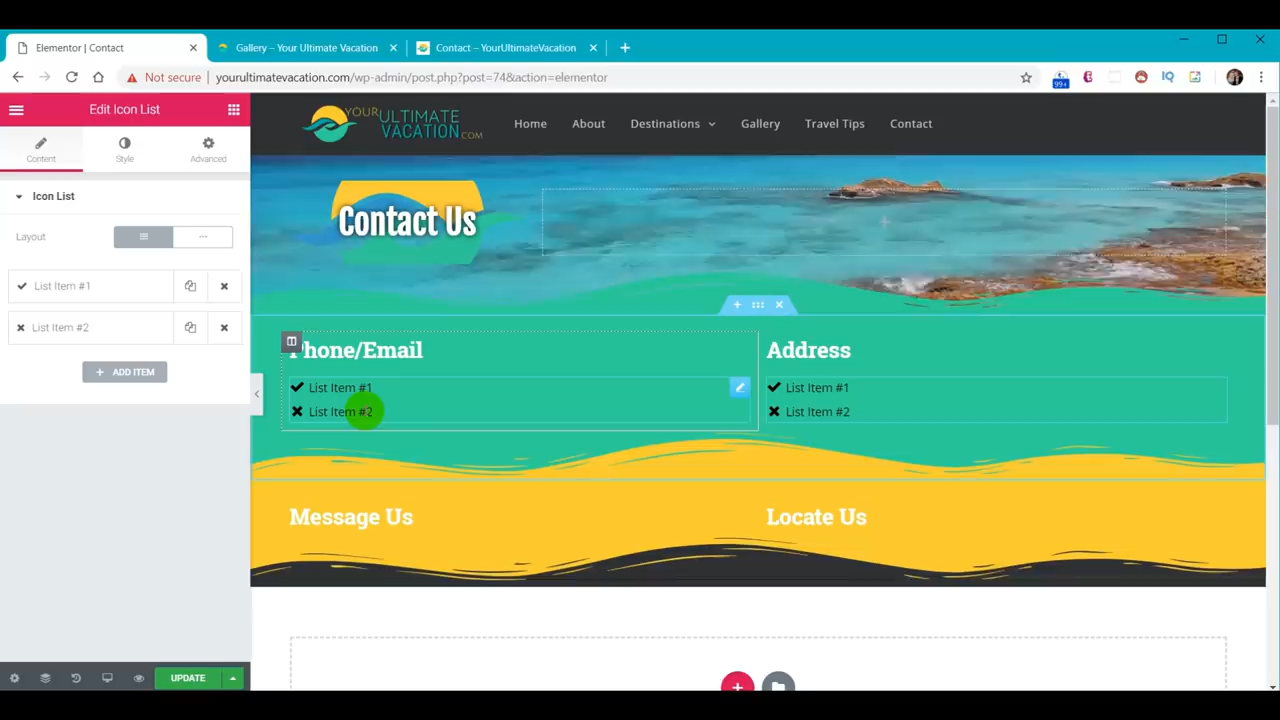 Elementor | Contact
Gallery – Your Ultimate Vacation
Contact – YourUltimateVacation
Not secure
yourultimatevacation.com/wp-admin/post.php?post=74&action=elementor
99+
IQ
Edit Icon List
Content
Style
Advanced
Icon List
Layout
List Item #1
List Item #2
ADD ITEM
UPDATE
YOUR ULTIMATE
VACATION.COM
Home
About
Destinations
Gallery
Travel Tips
Contact
Contact Us
Phone/Email
List Item #1
List Item #2
Address
List Item #1
List Item #2
Message Us
Locate Us